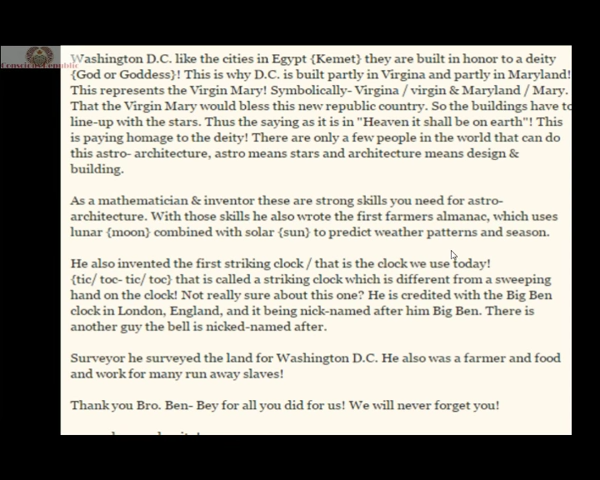 Conscious Republic
Washington D.C. like the cities in Egypt {Kemet} they are built in honor to a deity
{God or Goddess}! This is why D.C. is built partly in Virgina and partly in Maryland!
This represents the Virgin Mary! Symbolically- Virgina / virgin & Maryland / Mary.
That the Virgin Mary would bless this new republic country. So the buildings have to
line-up with the stars. Thus the saying as it is in "Heaven it shall be on earth"! This
is paying homage to the deity! There are only a few people in the world that can do
this astro- architecture, astro means stars and architecture means design &
building.
As a mathematician & inventor these are strong skills you need for astro-
architecture. With those skills he also wrote the first farmers almanac, which uses
lunar {moon} combined with solar {sun} to predict weather patterns and season.
He also invented the first striking clock / that is the clock we use today!
{tic/ toc- tic/ toc} that is called a striking clock which is different from a sweeping
hand on the clock! Not really sure about this one? He is credited with the Big Ben
clock in London, England, and it being nick-named after him Big Ben. There is
another guy the bell is nicked-named after.
Surveyor he surveyed the land for Washington D.C. He also was a farmer and food
and work for many run away slaves!
Thank you Bro. Ben- Bey for all you did for us! We will never forget you!